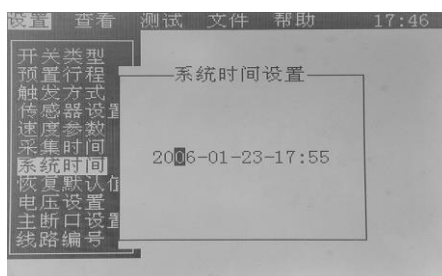 设置 查看 测试 文件 帮助 17:46
开关类型
预置行程
触发方式
传感器设置
速度参数
采集时间
系统时间
恢复默认值
电压设置
主断口设置
线路编号
系统时间设置
2006-01-23-17:55